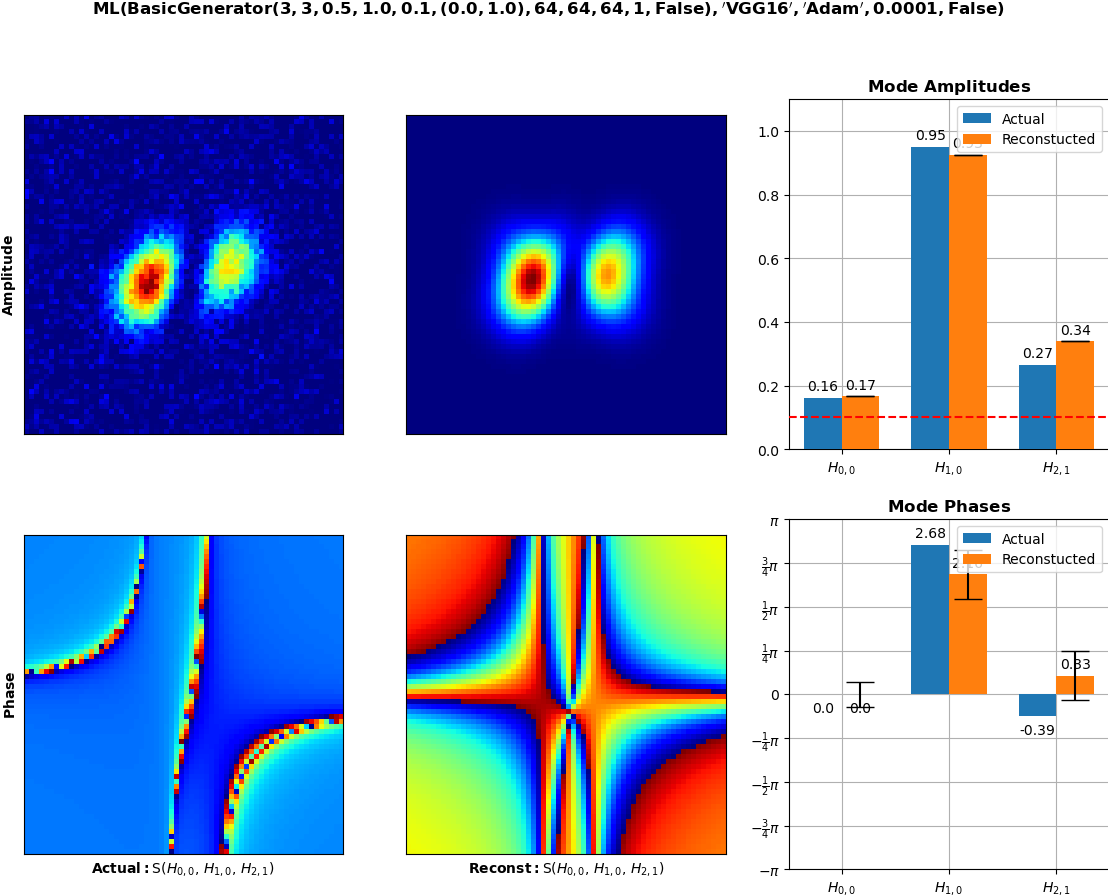 ML(BasicGenerator(3, 3, 0.5, 1.0, 0.1, (0.0, 1.0), 64, 64, 64, 1, False), ′VGG16′, ′Adam′, 0.0001, False)
Mode Amplitudes
Amplitude
Actual
Reconstucted
1.0
0.8
0.6
0.4
0.2
0.0
0.16
0.17
0.95
0.27
0.34
H0,0
H1,0
H2,1
Mode Phases
Phase
Actual
Reconstucted
π
3/4π
1/2π
1/4π
0
−1/4π
−1/2π
−3/4π
−π
0.0
0.0
2.68
-0.39
0.33
H0,0
H1,0
H2,1
Actual: S(H0,0, H1,0, H2,1)
Reconst: S(H0,0, H1,0, H2,1)